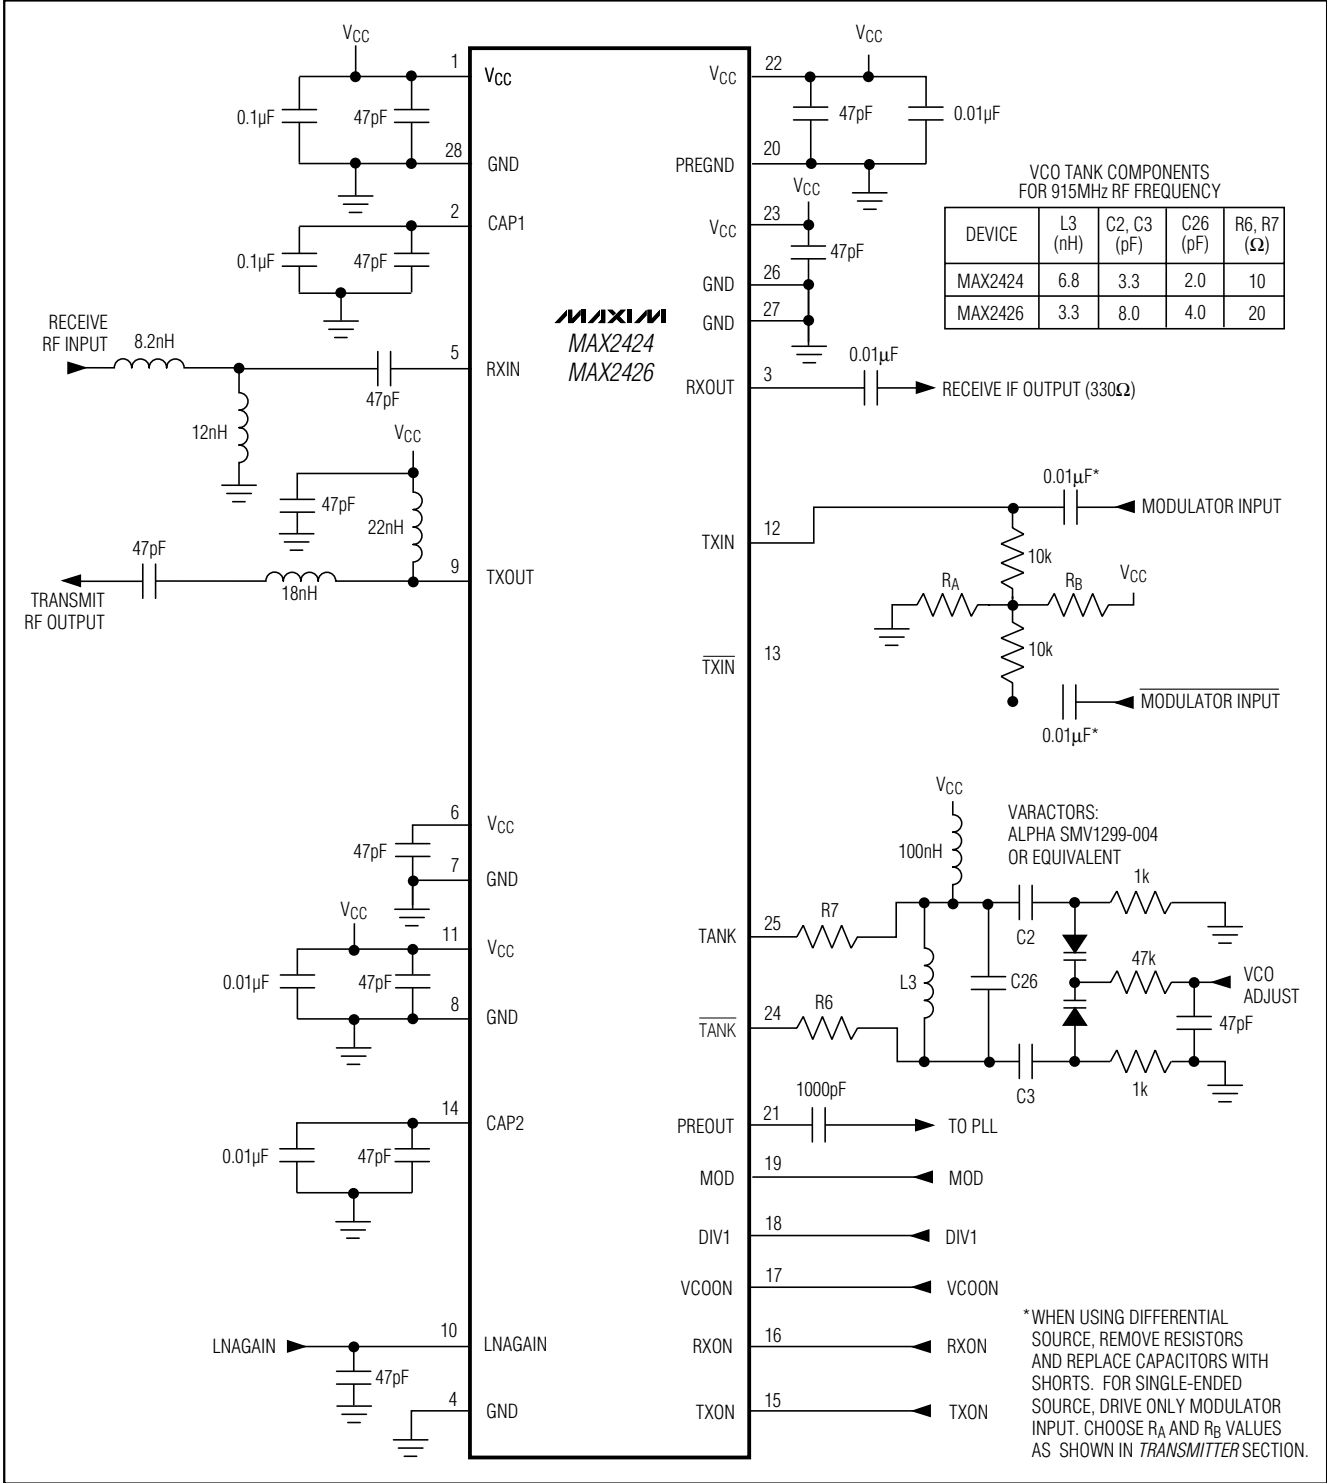 VCC
1
VCC
0.1µF
47pF
28
GND
2
CAP1
0.1µF
47pF
RECEIVE
RF INPUT
8.2nH
5
RXIN
47pF
12nH
VCC
47pF
22nH
47pF
9
TXOUT
18nH
TRANSMIT
RF OUTPUT
6
VCC
47pF
7
GND
VCC
11
VCC
0.01µF
47pF
8
GND
14
CAP2
0.01µF
47pF
LNAGAIN
10
LNAGAIN
47pF
4
GND
MAXIM
MAX2424
MAX2426
VCC
VCC
22
47pF
0.01µF
PREGND
20
VCC
VCC
23
47pF
GND
26
GND
27
RXOUT
3
0.01µF
RECEIVE IF OUTPUT (330Ω)
VCO TANK COMPONENTS
FOR 915MHz RF FREQUENCY
DEVICE L3 (nH) C2, C3 (pF) C26 (pF) R6, R7 (Ω)
MAX2424 6.8 3.3 2.0 10
MAX2426 3.3 8.0 4.0 20
0.01µF*
MODULATOR INPUT
TXIN
12
10k
RA
RB
VCC
10k
TXIN
13
MODULATOR INPUT
0.01µF*
VCC
100nH
VARACTORS:
ALPHA SMV1299-004
OR EQUIVALENT
1k
TANK
25
R7
C2
47k
VCO
ADJUST
L3
C26
TANK
24
R6
47pF
C3
1k
1000pF
PREOUT
21
TO PLL
MOD
19
MOD
DIV1
18
DIV1
VCOON
17
VCOON
RXON
16
RXON
TXON
15
TXON
*WHEN USING DIFFERENTIAL
SOURCE, REMOVE RESISTORS
AND REPLACE CAPACITORS WITH
SHORTS. FOR SINGLE-ENDED
SOURCE, DRIVE ONLY MODULATOR
INPUT. CHOOSE RA AND RB VALUES
AS SHOWN IN TRANSMITTER SECTION.